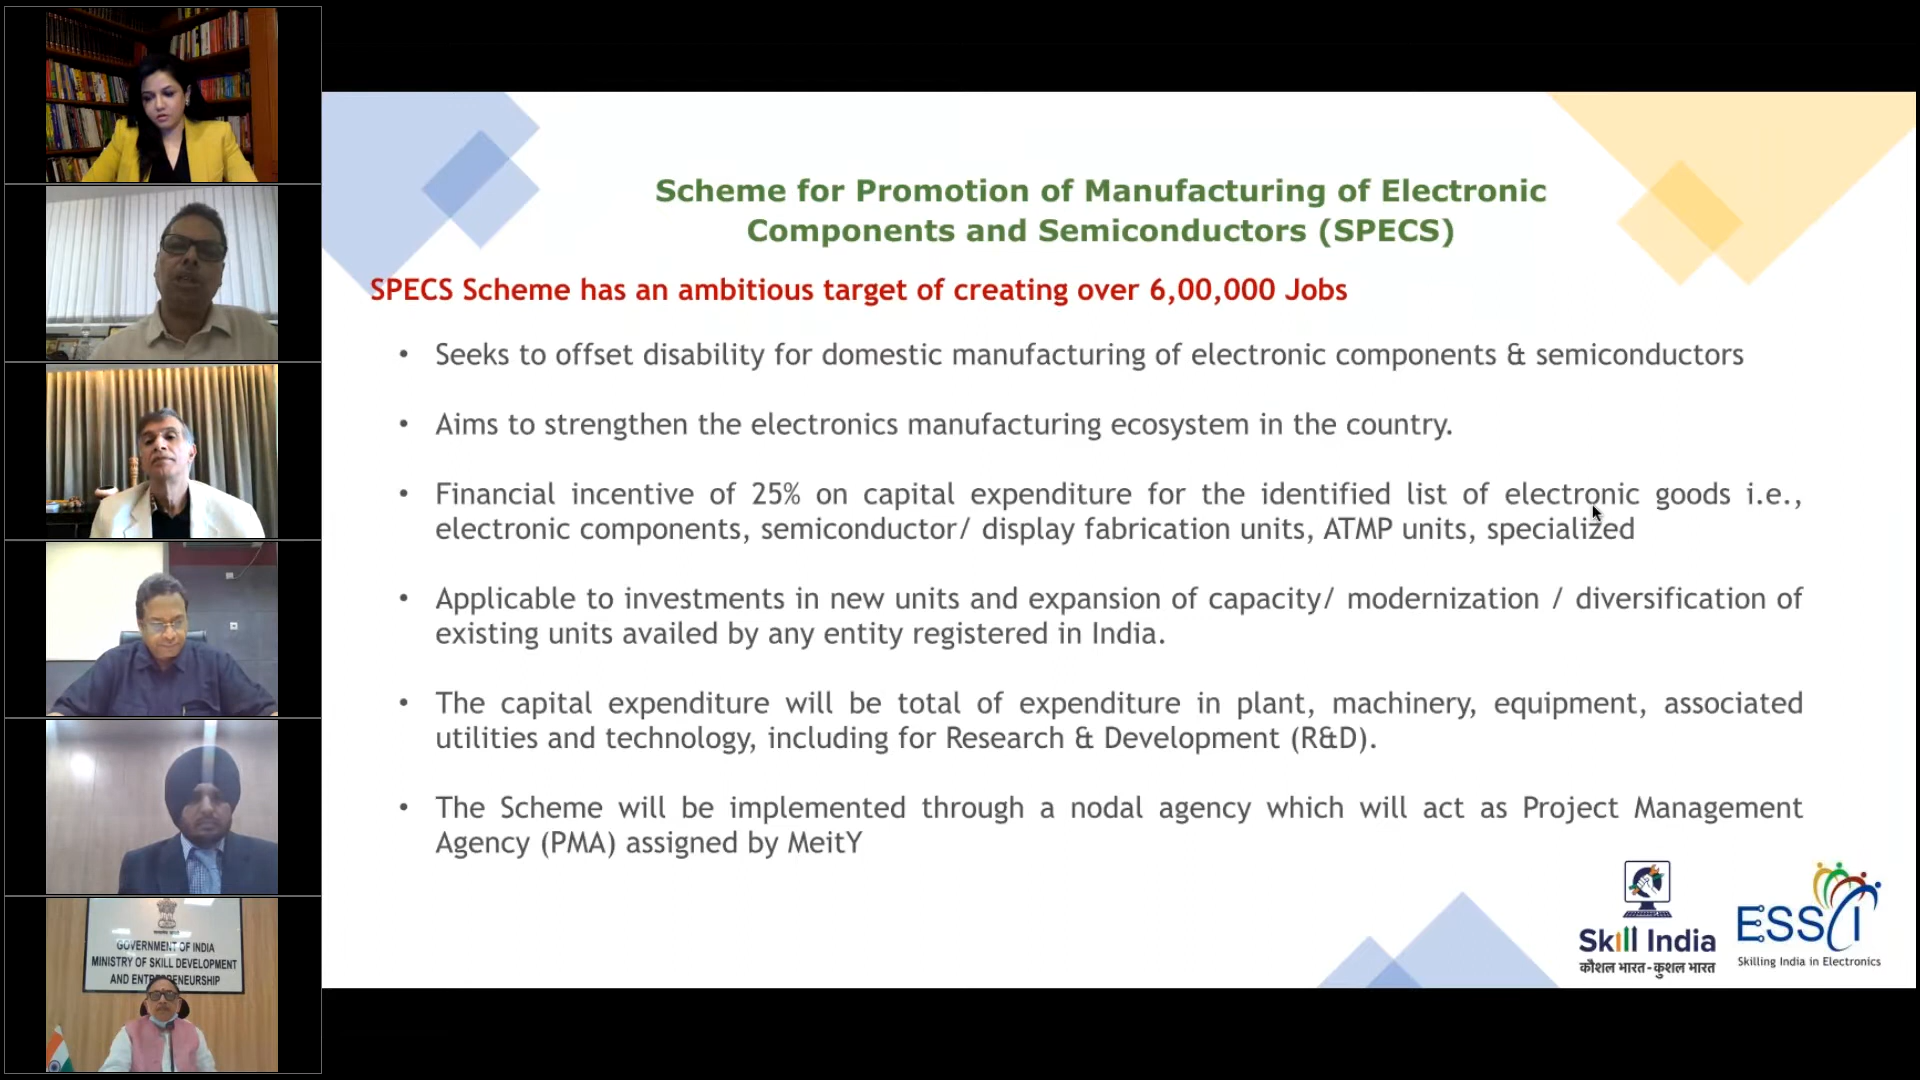 Scheme for Promotion of Manufacturing of Electronic
Components and Semiconductors (SPECS)
SPECS Scheme has an ambitious target of creating over 6,00,000 Jobs
• Seeks to offset disability for domestic manufacturing of electronic components & semiconductors
• Aims to strengthen the electronics manufacturing ecosystem in the country.
• Financial incentive of 25% on capital expenditure for the identified list of electronic goods i.e.,
electronic components, semiconductor/ display fabrication units, ATMP units, specialized
• Applicable to investments in new units and expansion of capacity/ modernization / diversification of
existing units availed by any entity registered in India.
• The capital expenditure will be total of expenditure in plant, machinery, equipment, associated
utilities and technology, including for Research & Development (R&D).
• The Scheme will be implemented through a nodal agency which will act as Project Management
Agency (PMA) assigned by MeitY
Skill India
कौशल भारत-कुशल भारत
ESSCI
Skilling India in Electronics
GOVERNMENT OF INDIA
MINISTRY OF SKILL DEVELOPMENT
AND ENTREPRENEURSHIP